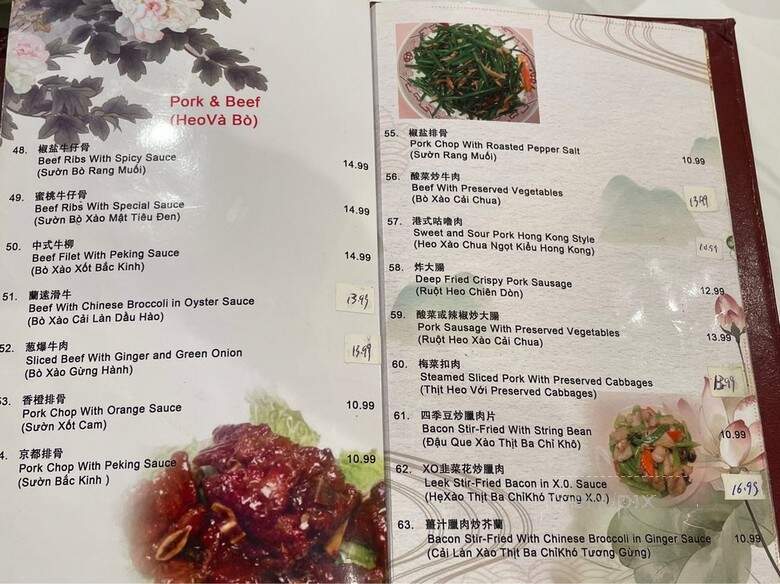 Pork & Beef
(HeoVà Bò)
48. 椒盐牛仔骨
Beef Ribs With Spicy Sauce 14.99
(Sườn Bò Rang Muối)
49. 蜜桃牛仔骨
Beef Ribs With Special Sauce 14.99
(Sườn Bò Xào Mật Tiêu Đen)
50. 中式牛柳
Beef Filet With Peking Sauce 14.99
(Bò Xào Xốt Bắc Kinh)
51. 蘭遠滑牛
Beef With Chinese Broccoli in Oyster Sauce 13.99
(Bò Xào Cải Làn Dầu Hào)
52. 葱爆牛肉
Sliced Beef With Ginger and Green Onion 13.99
(Bò Xào Gừng Hành)
53. 香橙排骨
Pork Chop With Orange Sauce 10.99
(Sườn Xốt Cam)
4. 京都排骨
Pork Chop With Peking Sauce 10.99
(Sườn Bắc Kinh )
55. 椒盐排骨
Pork Chop With Roasted Pepper Salt 10.99
(Sườn Rang Muối)
56. 酸菜炒牛肉
Beef With Preserved Vegetables 13.99
(Bò Xào Cải Chua)
57. 港式咕嚕肉
Sweet and Sour Pork Hong Kong Style 10.99
(Heo Xào Chua Ngọt Kiểu Hong Kong)
58. 炸大腸
Deep Fried Crispy Pork Sausage 12.99
(Ruột Heo Chiên Dòn)
59. 酸菜或辣椒炒大腸
Pork Sausage With Preserved Vegetables 13.99
(Ruột Heo Xào Cải Chua)
60. 梅菜扣肉
Steamed Sliced Pork With Preserved Cabbages 13.99
(Thịt Heo Với Preserved Cabbages)
61. 四季豆炒臘肉片
Bacon Stir-Fried With String Bean 10.99
(Đậu Que Xào Thịt Ba Chỉ Khô)
62. XO韭菜花炒臘肉
Leek Stir-Fried Bacon in X.O. Sauce 16.99
(HẹXào Thịt Ba ChỉKhó Tương X.O.)
63. 薑汁臘肉炒芥蘭
Bacon Stir-Fried With Chinese Broccoli in Ginger Sauce
(Cải Làn Xào Thịt Ba ChỉKhó Tương Gừng)